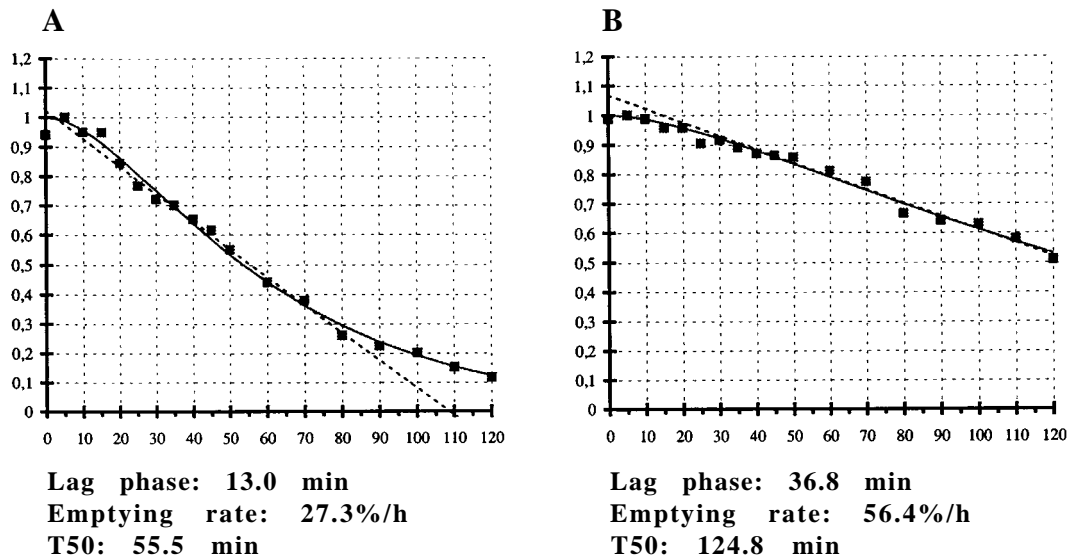 A
1,2
1,1
1
0,9
0,8
0,7
0,6
0,5
0,4
0,3
0,2
0,1
0
0 10 20 30 40 50 60 70 80 90 100 110 120
Lag phase: 13.0 min
Emptying rate: 27.3%/h
T50: 55.5 min
B
1,2
1,1
1
0,9
0,8
0,7
0,6
0,5
0,4
0,3
0,2
0,1
0
0 10 20 30 40 50 60 70 80 90 100 110 120
Lag phase: 36.8 min
Emptying rate: 56.4%/h
T50: 124.8 min